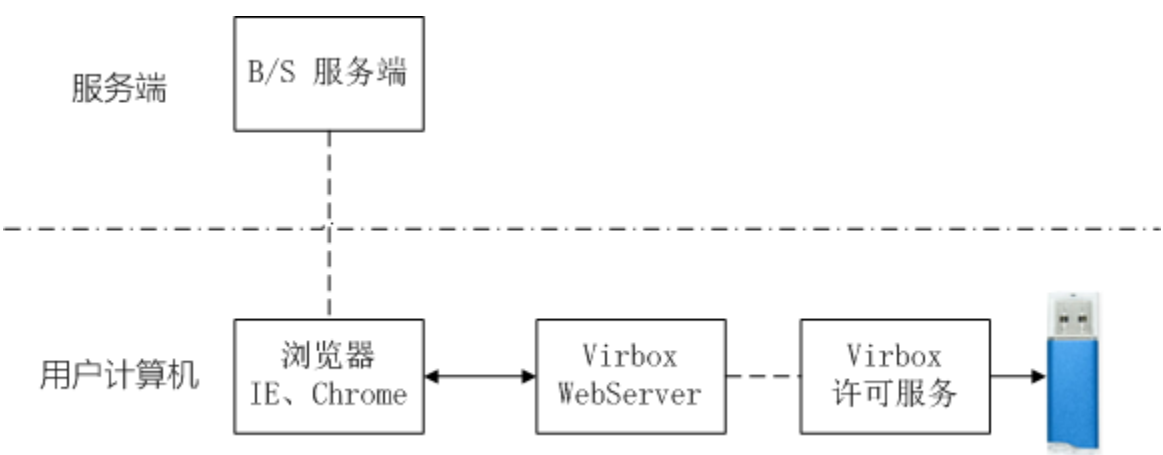 服务端
B/S 服务端
用户计算机
浏览器
IE、Chrome
Virbox
WebServer
Virbox
许可服务